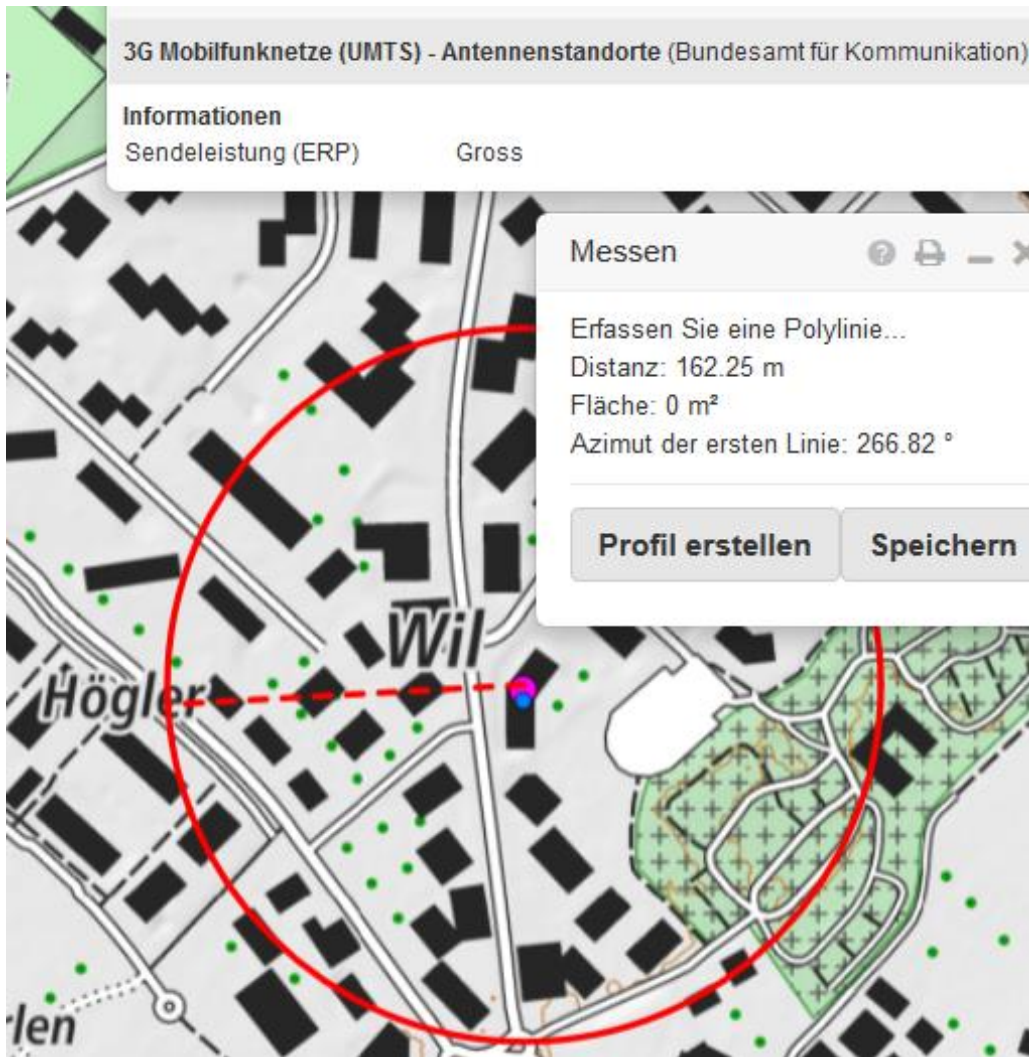 3G Mobilfunknetze (UMTS) - Antennenstandorte (Bundesamt für Kommunikation)
Informationen
Sendeleistung (ERP) Gross
Messen
Erfassen Sie eine Polylinie...
Distanz: 162.25 m
Fläche: 0 m²
Azimut der ersten Linie: 266.82 °
Profil erstellen Speichern
Wil
Högler
rlen